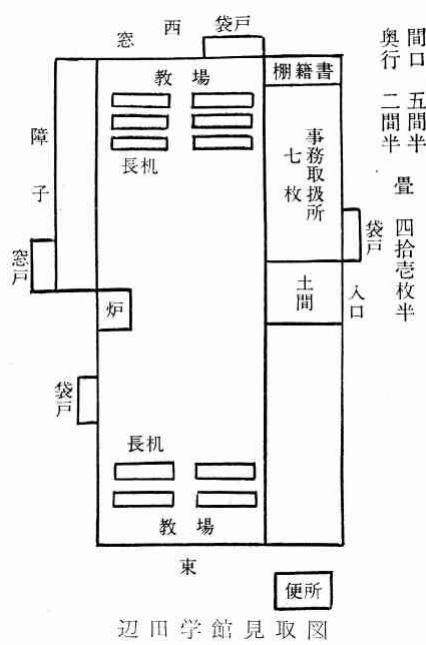 間口 五間半
奥行 二間半 畳 四拾壱枚半
西
窓
袋戸
棚籍書
教場
長机
事務取扱所
七枚
障子
袋戸
窓戸
炉
土間
入口
袋戸
長机
教場
東
便所
辺田学館見取図